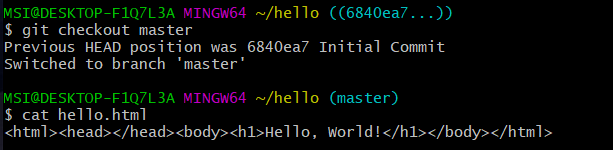 MSI@DESKTOP-F1Q7L3A MINGW64 ~/hello ((6840ea7...))
$ git checkout master
Previous HEAD position was 6840ea7 Initial Commit
Switched to branch 'master'
MSI@DESKTOP-F1Q7L3A MINGW64 ~/hello (master)
$ cat hello.html
<html><head></head><body><h1>Hello, World!</h1></body></html>